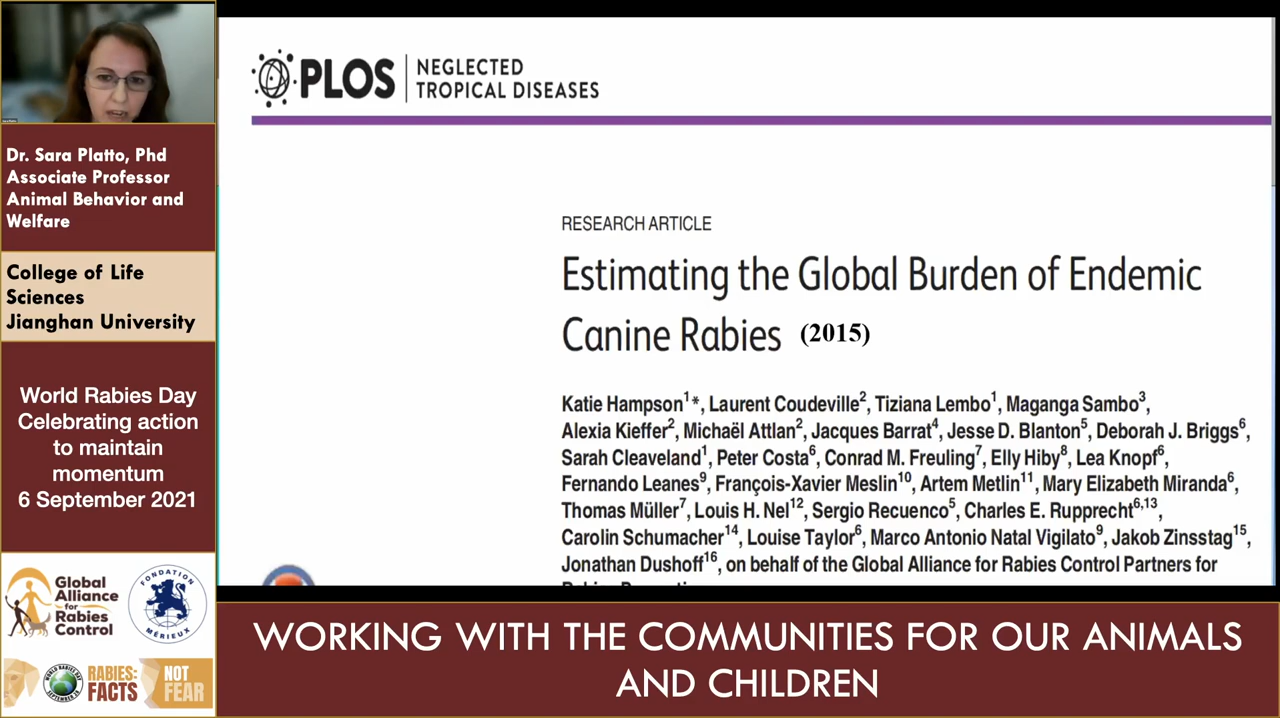 Dr. Sara Platto, Phd
Associate Professor
Animal Behavior and
Welfare
College of Life
Sciences
Jianghan University
World Rabies Day
Celebrating action
to maintain
momentum
6 September 2021
Global
Alliance
for
Rabies
Control
FONDATION
MÉRIEUX
WORLD RABIES DAY
SEPTEMBER 28
RABIES:
FACTS
NOT
FEAR
PLOS
NEGLECTED
TROPICAL DISEASES
RESEARCH ARTICLE
Estimating the Global Burden of Endemic
Canine Rabies (2015)
Katie Hampson1*, Laurent Coudeville2, Tiziana Lembo1, Maganga Sambo3,
Alexia Kieffer2, Michaël Attlan2, Jacques Barrat4, Jesse D. Blanton5, Deborah J. Briggs6,
Sarah Cleaveland1, Peter Costa6, Conrad M. Freuling7, Elly Hiby8, Lea Knopf6,
Fernando Leanes9, François-Xavier Meslin10, Artem Metlin11, Mary Elizabeth Miranda6,
Thomas Müller7, Louis H. Nel12, Sergio Recuenco5, Charles E. Rupprecht6,13,
Carolin Schumacher14, Louise Taylor6, Marco Antonio Natal Vigilato9, Jakob Zinsstag15,
Jonathan Dushoff16, on behalf of the Global Alliance for Rabies Control Partners for
WORKING WITH THE COMMUNITIES FOR OUR ANIMALS
AND CHILDREN